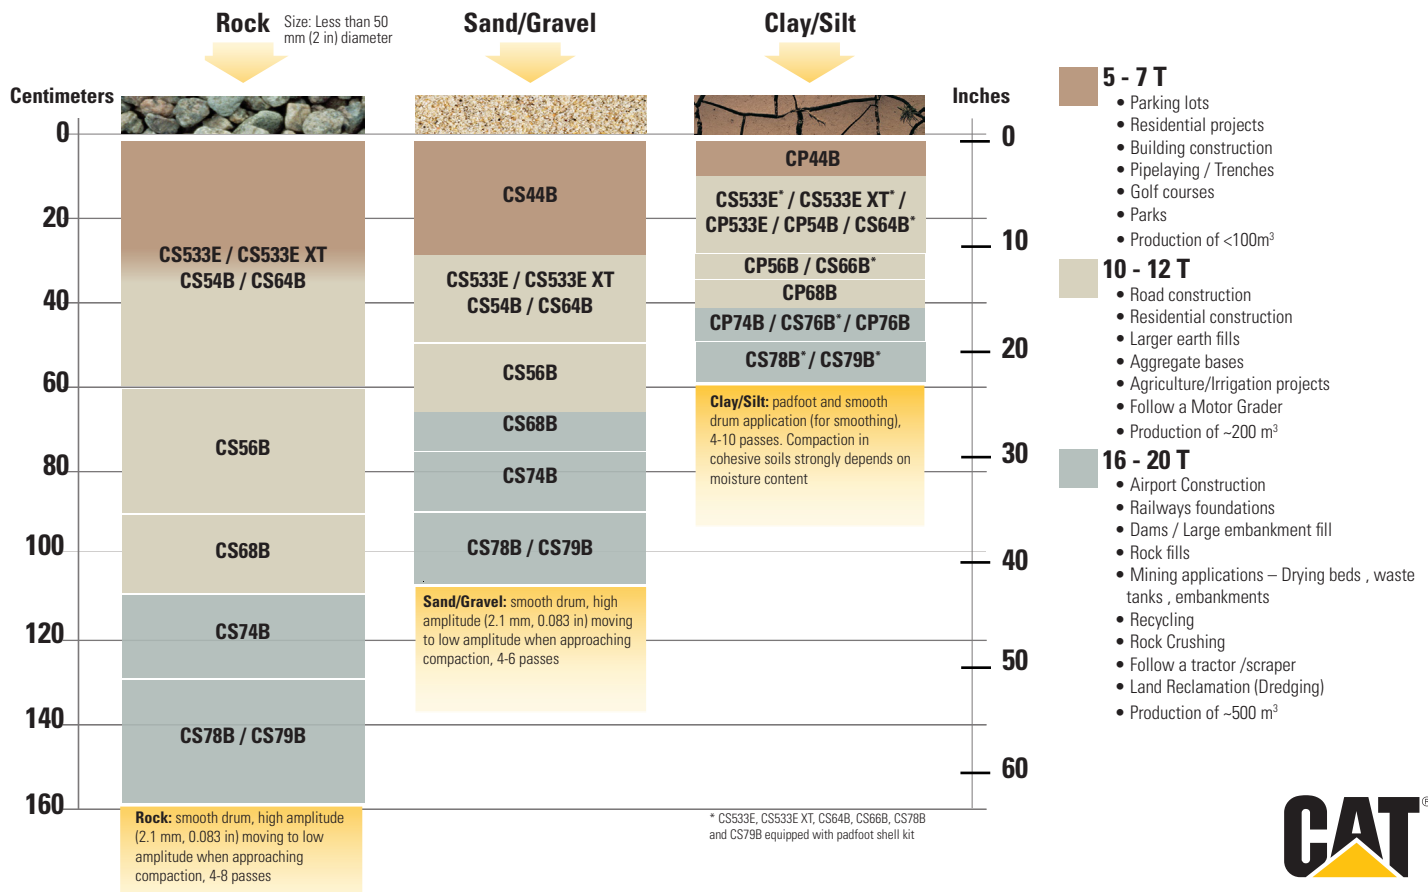 Rock
Size: Less than 50
mm (2 in) diameter
Sand/Gravel
Clay/Silt
Centimeters
0
20
40
60
80
100
120
140
160
CS533E / CS533E XT
CS54B / CS64B
CS56B
CS68B
CS74B
CS78B / CS79B
Rock: smooth drum, high amplitude
(2.1 mm, 0.083 in) moving to low
amplitude when approaching
compaction, 4-8 passes
CS44B
CS533E / CS533E XT
CS54B / CS64B
CS56B
CS68B
CS74B
CS78B / CS79B
Sand/Gravel: smooth drum, high
amplitude (2.1 mm, 0.083 in) moving
to low amplitude when approaching
compaction, 4-6 passes
CP44B
CS533E* / CS533E XT* /
CP533E / CP54B / CS64B*
CP56B / CS66B*
CP68B
CP74B / CS76B* / CP76B
CS78B* / CS79B*
Clay/Silt: padfoot and smooth
drum application (for smoothing),
4-10 passes. Compaction in
cohesive soils strongly depends on
moisture content
* CS533E, CS533E XT, CS64B, CS66B, CS78B
and CS79B equipped with padfoot shell kit
Inches
0
10
20
30
40
50
60
5 - 7 T
• Parking lots
• Residential projects
• Building construction
• Pipelaying / Trenches
• Golf courses
• Parks
• Production of <100m³
10 - 12 T
• Road construction
• Residential construction
• Larger earth fills
• Aggregate bases
• Agriculture/Irrigation projects
• Follow a Motor Grader
• Production of ~200 m³
16 - 20 T
• Airport Construction
• Railways foundations
• Dams / Large embankment fill
• Rock fills
• Mining applications – Drying beds , waste
tanks , embankments
• Recycling
• Rock Crushing
• Follow a tractor /scraper
• Land Reclamation (Dredging)
• Production of ~500 m³
CAT®